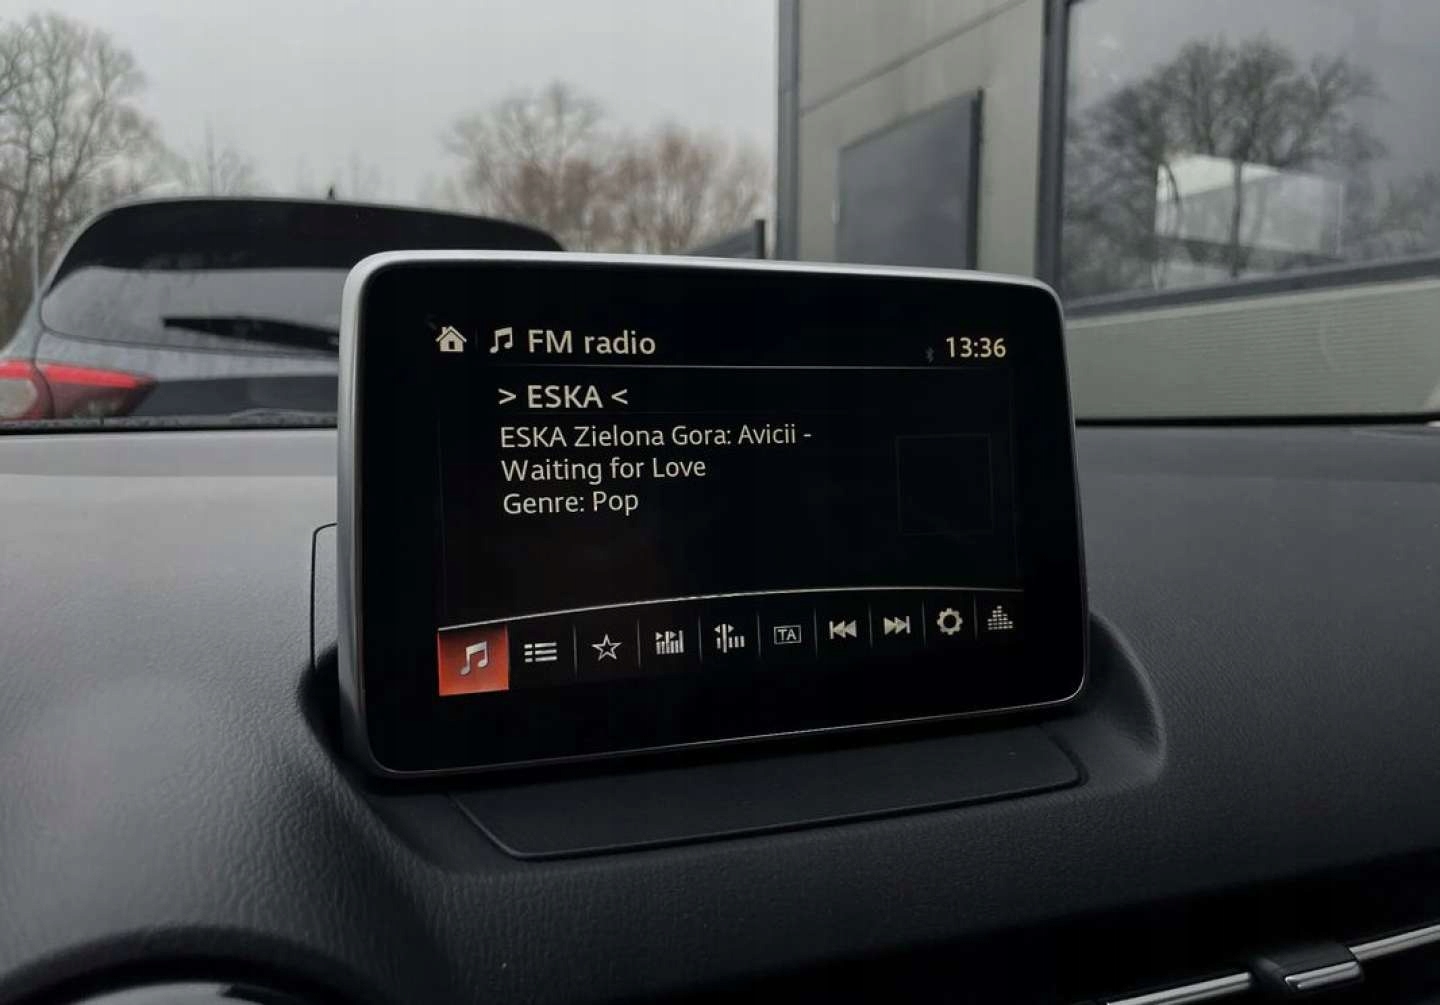 FM radio
13:36
> ESKA <
ESKA Zielona Gora: Avicii -
Waiting for Love
Genre: Pop
TA